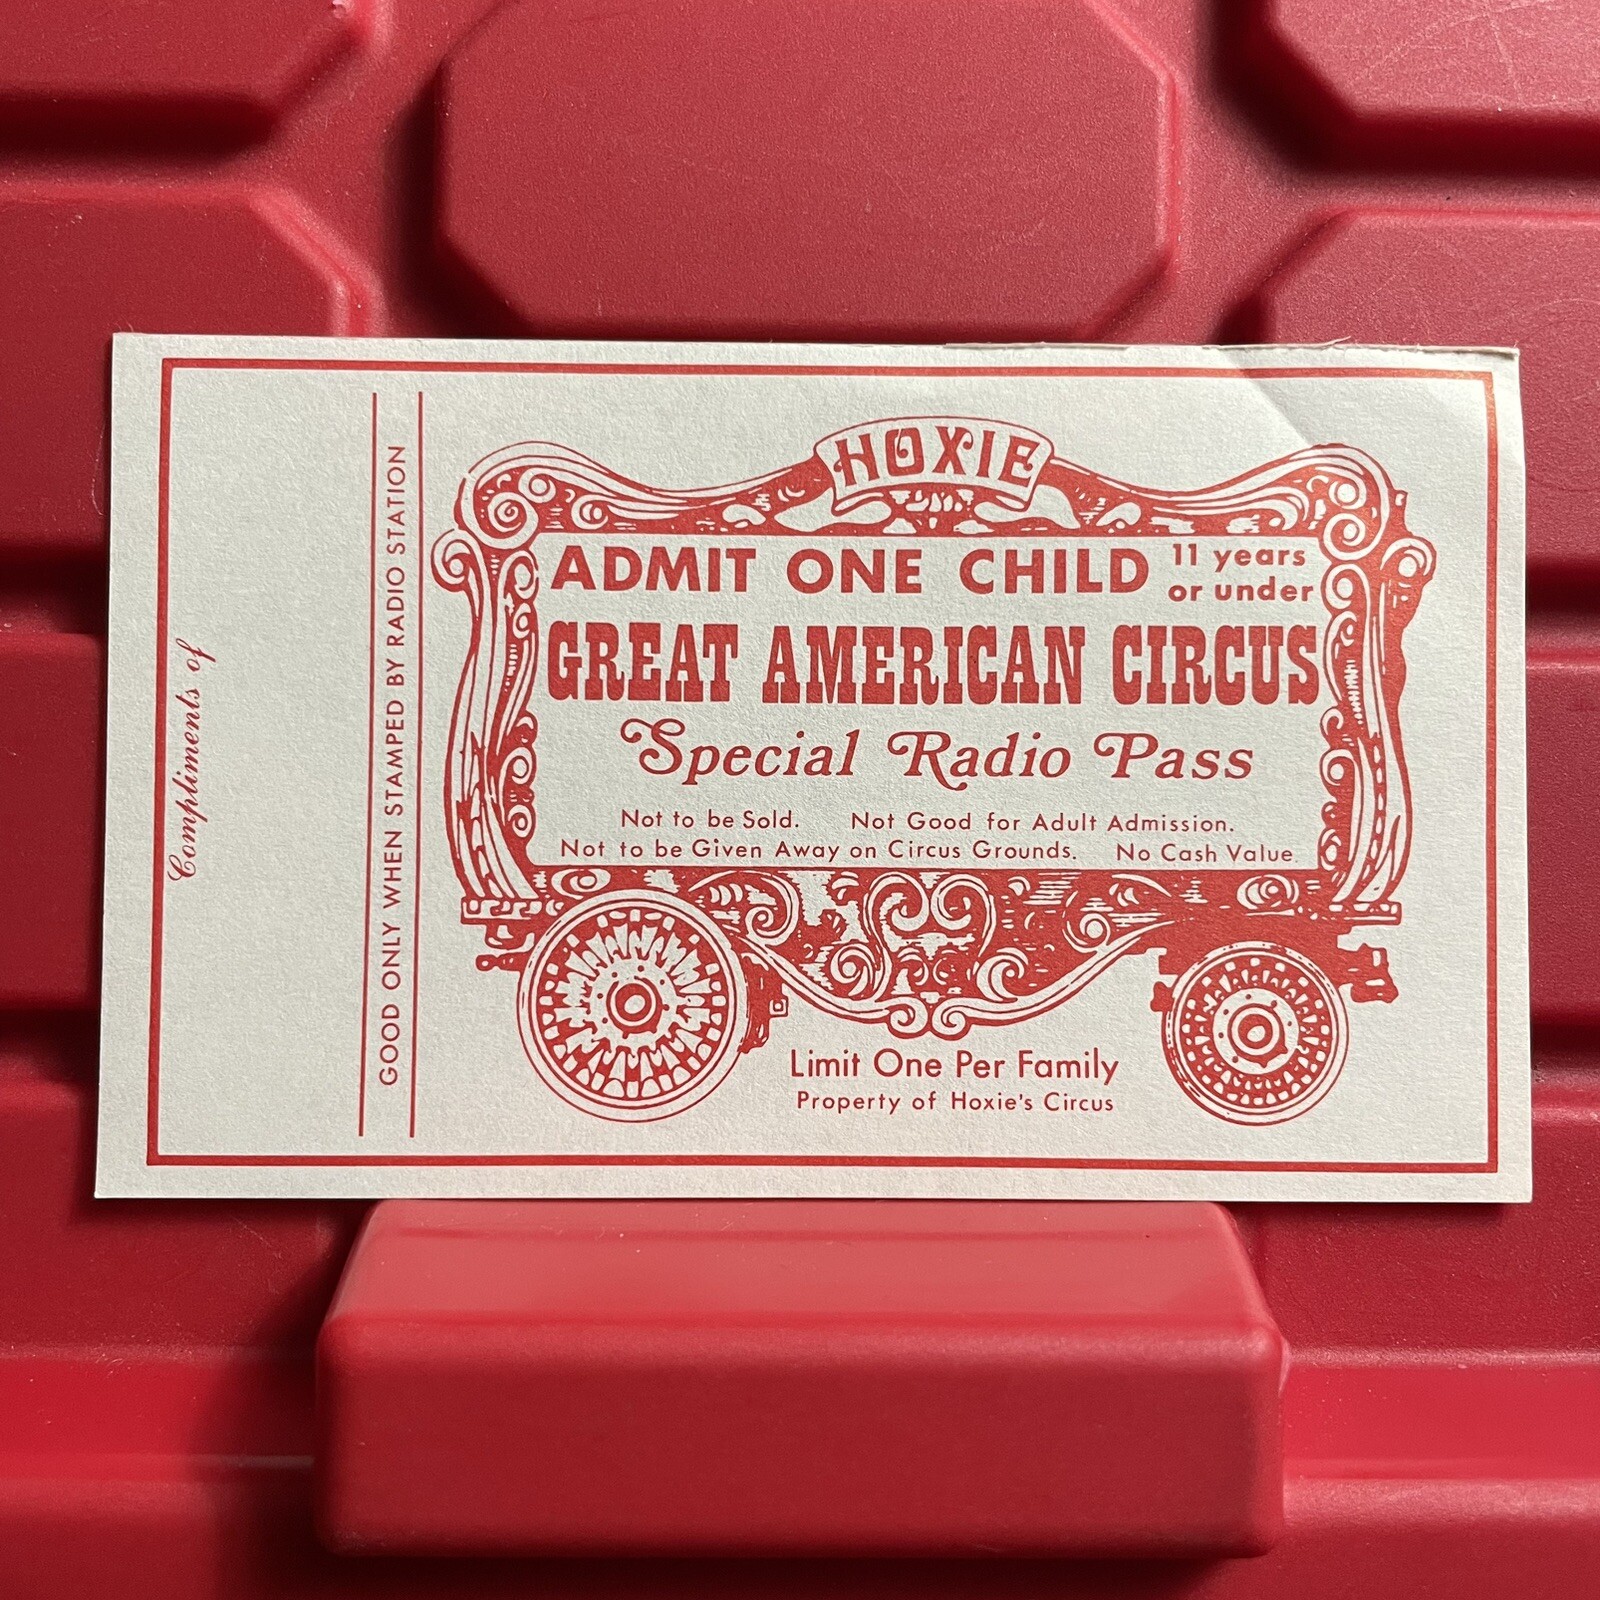 Compliments of
GOOD ONLY WHEN STAMPED BY RADIO STATION
HOXIE
ADMIT ONE CHILD 11 years or under
GREAT AMERICAN CIRCUS
Special Radio Pass
Not to be Sold. Not Good for Adult Admission.
Not to be Given Away on Circus Grounds. No Cash Value
Limit One Per Family
Property of Hoxie's Circus